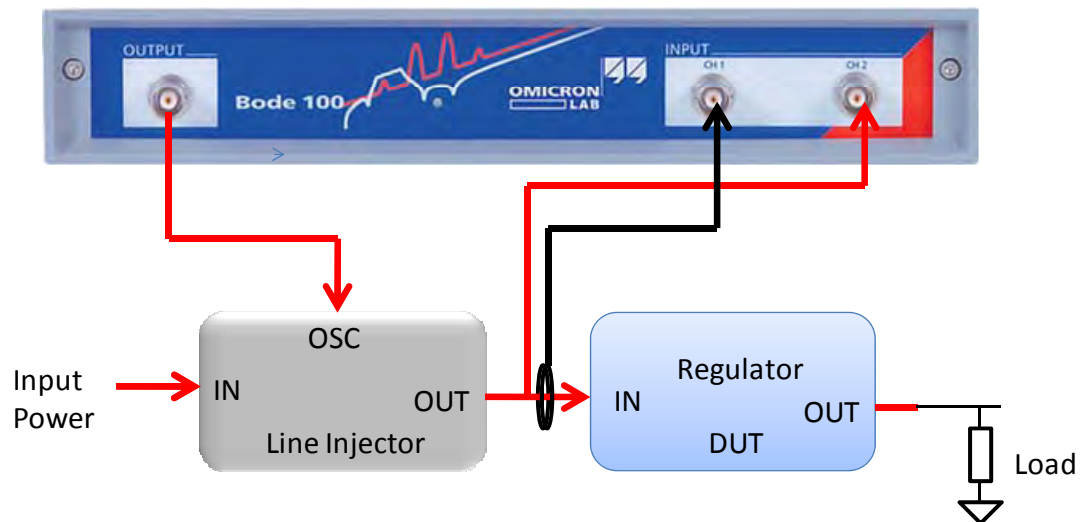 OUTPUT
INPUT
CH 1
CH 2
Bode 100
OMICRON
LAB
OSC
Input
Power
IN
OUT
Line Injector
Regulator
IN
OUT
DUT
Load